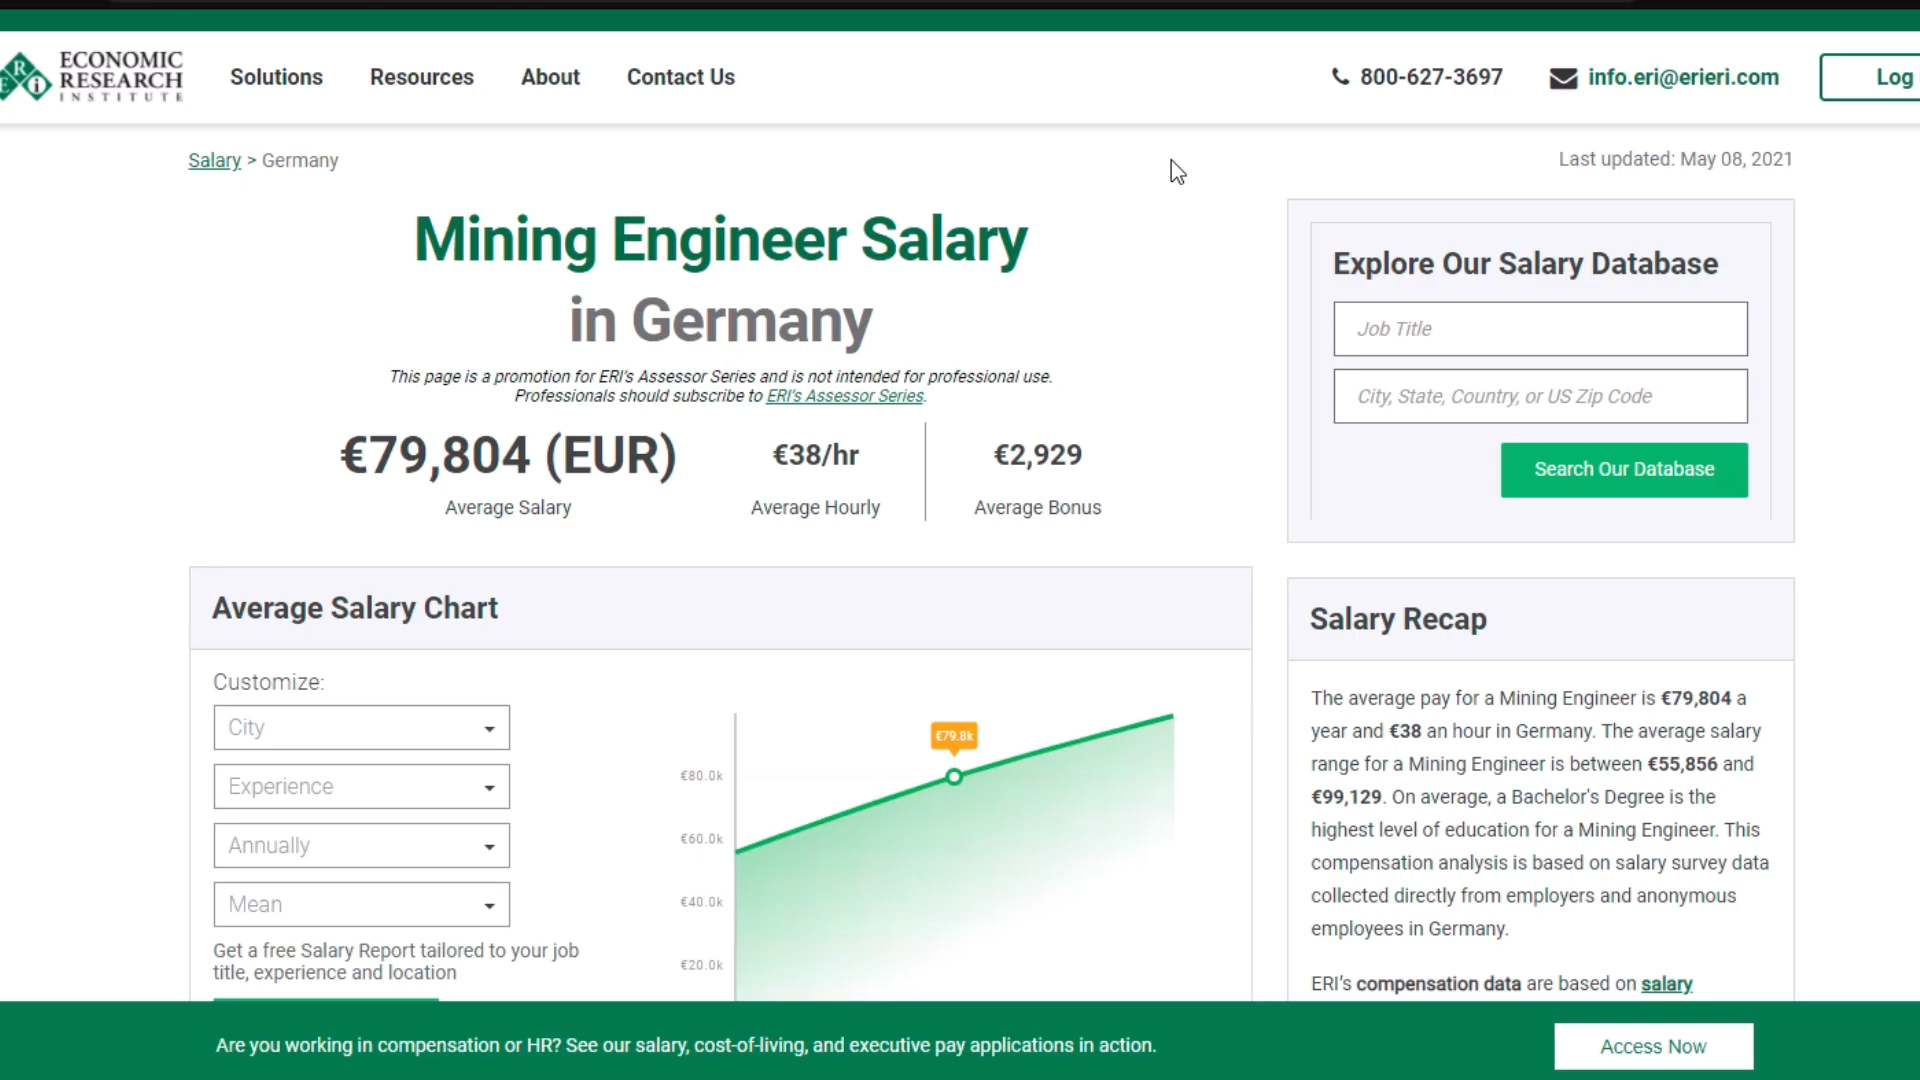 ERi
ECONOMIC
RESEARCH
INSTITUTE
Solutions
Resources
About
Contact Us
800-627-3697
info.eri@erieri.com
Log
Salary > Germany
Last updated: May 08, 2021
Mining Engineer Salary
in Germany
This page is a promotion for ERI's Assessor Series and is not intended for professional use.
Professionals should subscribe to ERI's Assessor Series.
€79,804 (EUR)
Average Salary
€38/hr
Average Hourly
€2,929
Average Bonus
Explore Our Salary Database
Job Title
City, State, Country, or US Zip Code
Search Our Database
Average Salary Chart
Customize:
City
Experience
Annually
Mean
Get a free Salary Report tailored to your job
title, experience and location
€79.8k
€80.0k
€60.0k
€40.0k
€20.0k
Salary Recap
The average pay for a Mining Engineer is €79,804 a
year and €38 an hour in Germany. The average salary
range for a Mining Engineer is between €55,856 and
€99,129. On average, a Bachelor's Degree is the
highest level of education for a Mining Engineer. This
compensation analysis is based on salary survey data
collected directly from employers and anonymous
employees in Germany.
ERI's compensation data are based on salary
Are you working in compensation or HR? See our salary, cost-of-living, and executive pay applications in action.
Access Now